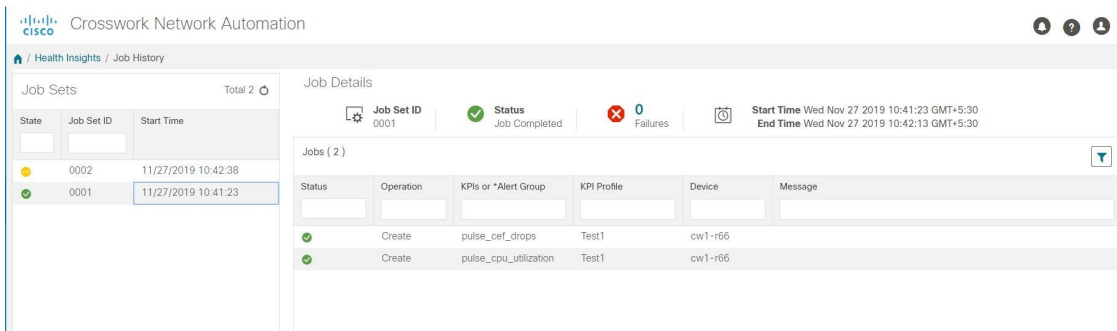 CISCO Crosswork Network Automation
/ Health Insights / Job History
Job Sets Total 2
State Job Set ID Start Time
0002 11/27/2019 10:42:38
0001 11/27/2019 10:41:23
Job Details
Job Set ID
0001
Status
Job Completed
0
Failures
Start Time Wed Nov 27 2019 10:41:23 GMT+5:30
End Time Wed Nov 27 2019 10:42:13 GMT+5:30
Jobs ( 2 )
Status Operation KPIs or *Alert Group KPI Profile Device Message
Create pulse_cef_drops Test1 cw1-r66
Create pulse_cpu_utilization Test1 cw1-r66